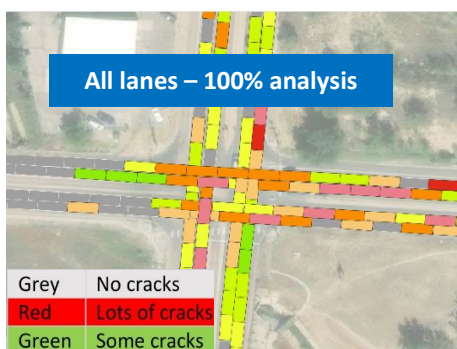 All lanes – 100% analysis
Grey No cracks
Red Lots of cracks
Green Some cracks